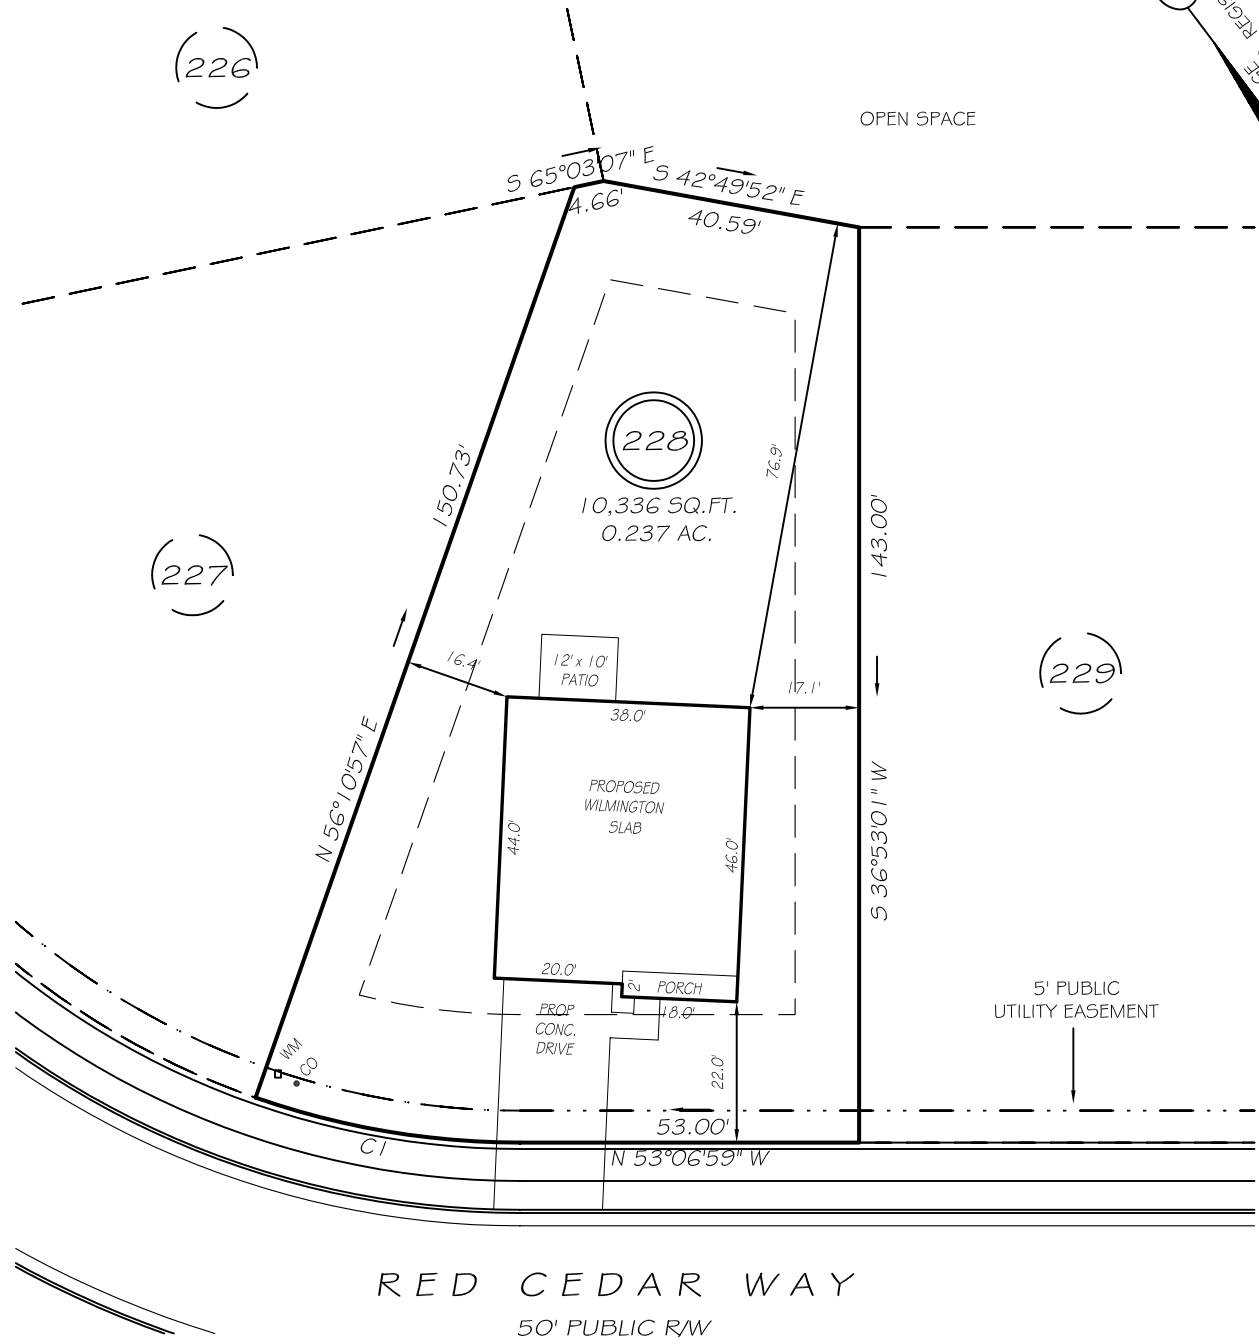 226
REGIS
GE
OPEN SPACE
S 65°03'07" E
4.66'
S 42°49'52" E
40.59'
228
10,336 SQ.FT.
0.237 AC.
76.9'
150.73'
143.00'
227
229
16.4'
12' x 10'
PATIO
17.1'
38.0'
N 56°10'57" E
PROPOSED
WILMINGTON
SLAB
44.0'
46.0'
S 36°53'01" W
20.0'
2'
PORCH
18.0'
PROP
CONC.
DRIVE
5' PUBLIC
UTILITY EASEMENT
WM
CO
22.0'
53.00'
C1
N 53°06'59" W
RED CEDAR WAY
50' PUBLIC R/W